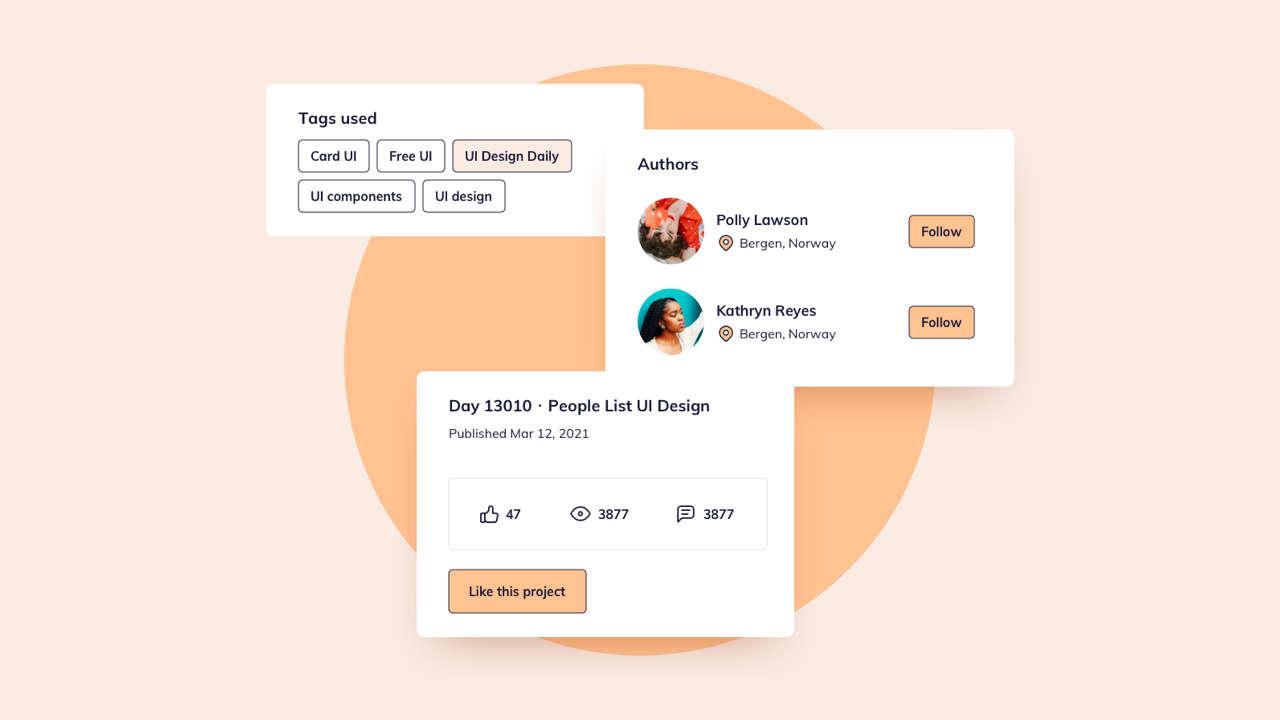 Tags used
Card UI Free UI UI Design Daily
UI components UI design
Authors
Polly Lawson
Bergen, Norway
Follow
Kathryn Reyes
Bergen, Norway
Follow
Day 13010 · People List UI Design
Published Mar 12, 2021
47 3877 3877
Like this project